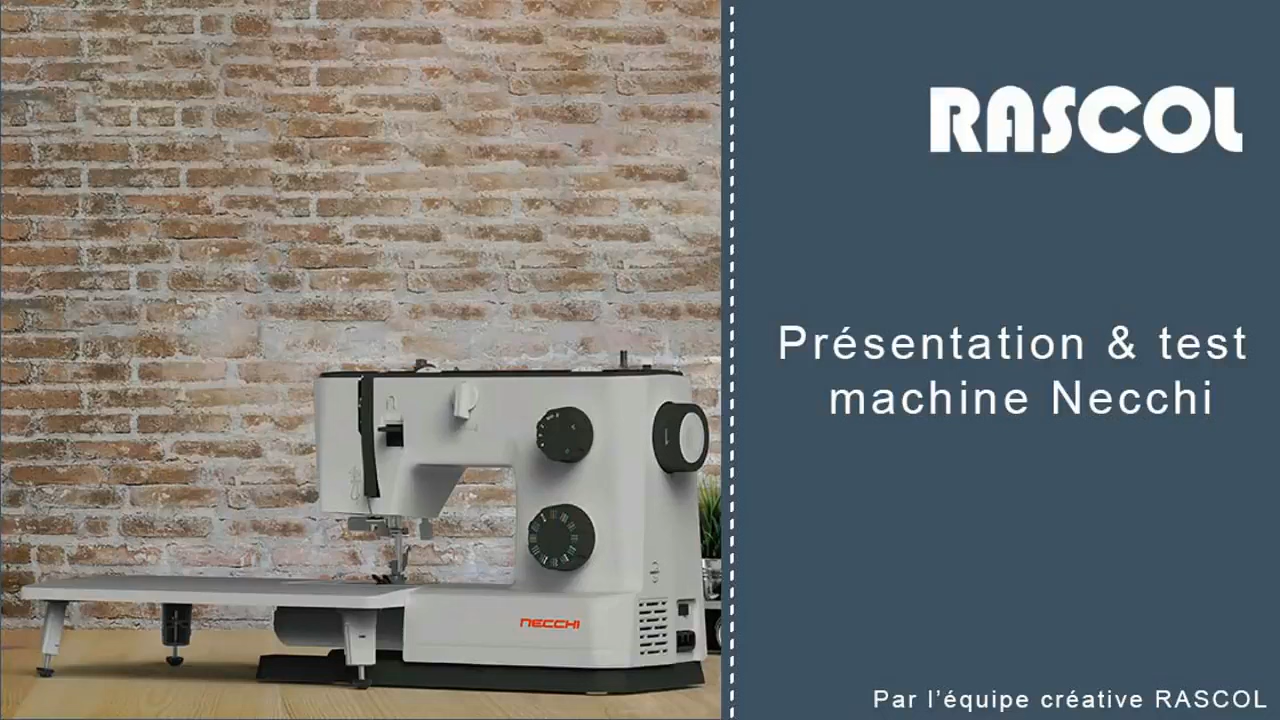 RASCOL
Présentation & test
machine Necchi
NECCHI
Par l’équipe créative RASCOL